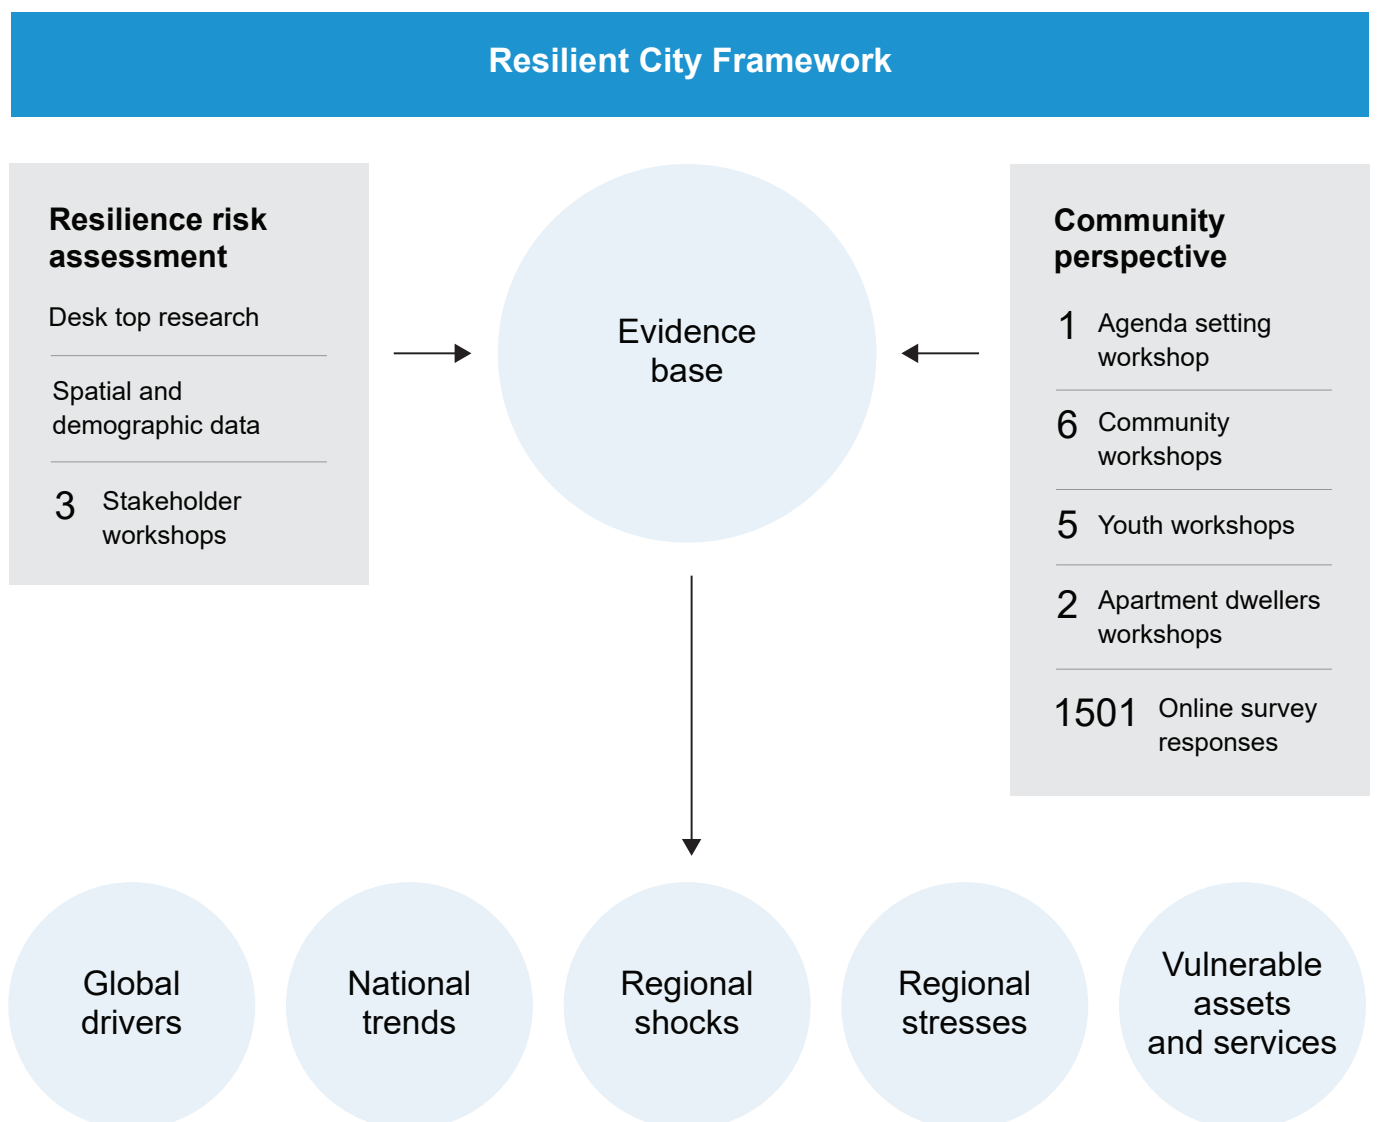 Resilient City Framework
Resilience risk
assessment
Desk top research
Spatial and
demographic data
3 Stakeholder
workshops
Evidence
base
Community
perspective
1 Agenda setting
workshop
6 Community
workshops
5 Youth workshops
2 Apartment dwellers
workshops
1501 Online survey
responses
Global
drivers
National
trends
Regional
shocks
Regional
stresses
Vulnerable
assets
and services